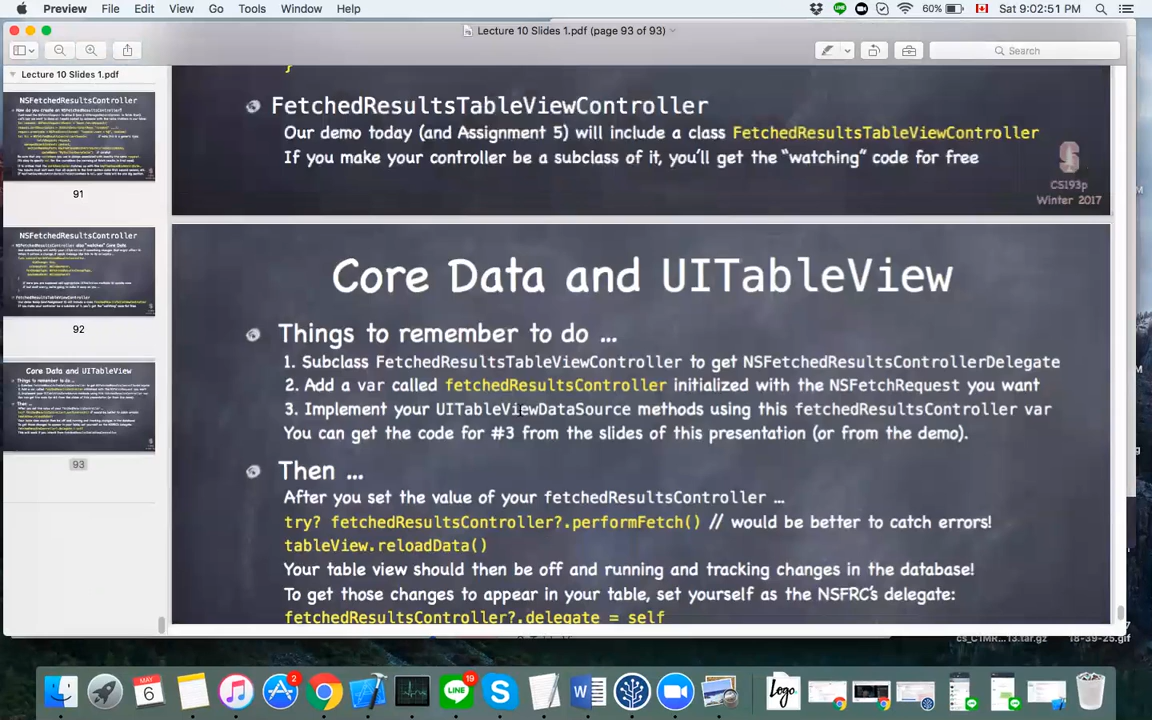 Preview File Edit View Go Tools Window Help
60% Sat 9:02:51 PM
Lecture 10 Slides 1.pdf (page 93 of 93)
Search
Lecture 10 Slides 1.pdf
NSFetchedResultsController
91
NSFetchedResultsController
92
Core Data and UITableView
93
}
FetchedResultsTableViewController
Our demo today (and Assignment 5) will include a class FetchedResultsTableViewController
If you make your controller be a subclass of it, you'll get the "watching" code for free
CS193p
Winter 2017
Core Data and UITableView
Things to remember to do ...
1. Subclass FetchedResultsTableViewController to get NSFetchedResultsControllerDelegate
2. Add a var called fetchedResultsController initialized with the NSFetchRequest you want
3. Implement your UITableViewDataSource methods using this fetchedResultsController var
You can get the code for #3 from the slides of this presentation (or from the demo).
Then ...
After you set the value of your fetchedResultsController ...
try? fetchedResultsController?.performFetch() // would be better to catch errors!
tableView.reloadData()
Your table view should then be off and running and tracking changes in the database!
To get those changes to appear in your table, set yourself as the NSFRC's delegate:
fetchedResultsController?.delegate = self
18-39-25.gif
MAY
6
2
LINE
19
Logo